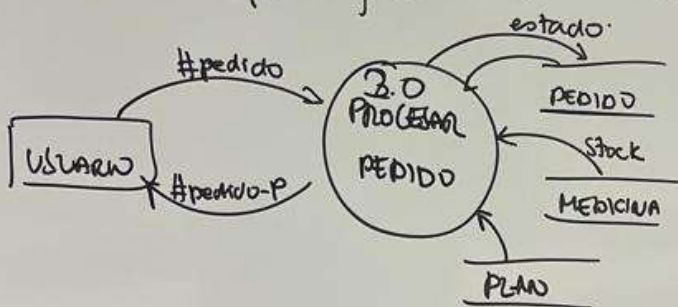 estado.
#pedido
3.0
PROCESAR
PEDIDO
PEDIDO
Stock
USUARIO
#pedido-P
MEDICINA
PLAN